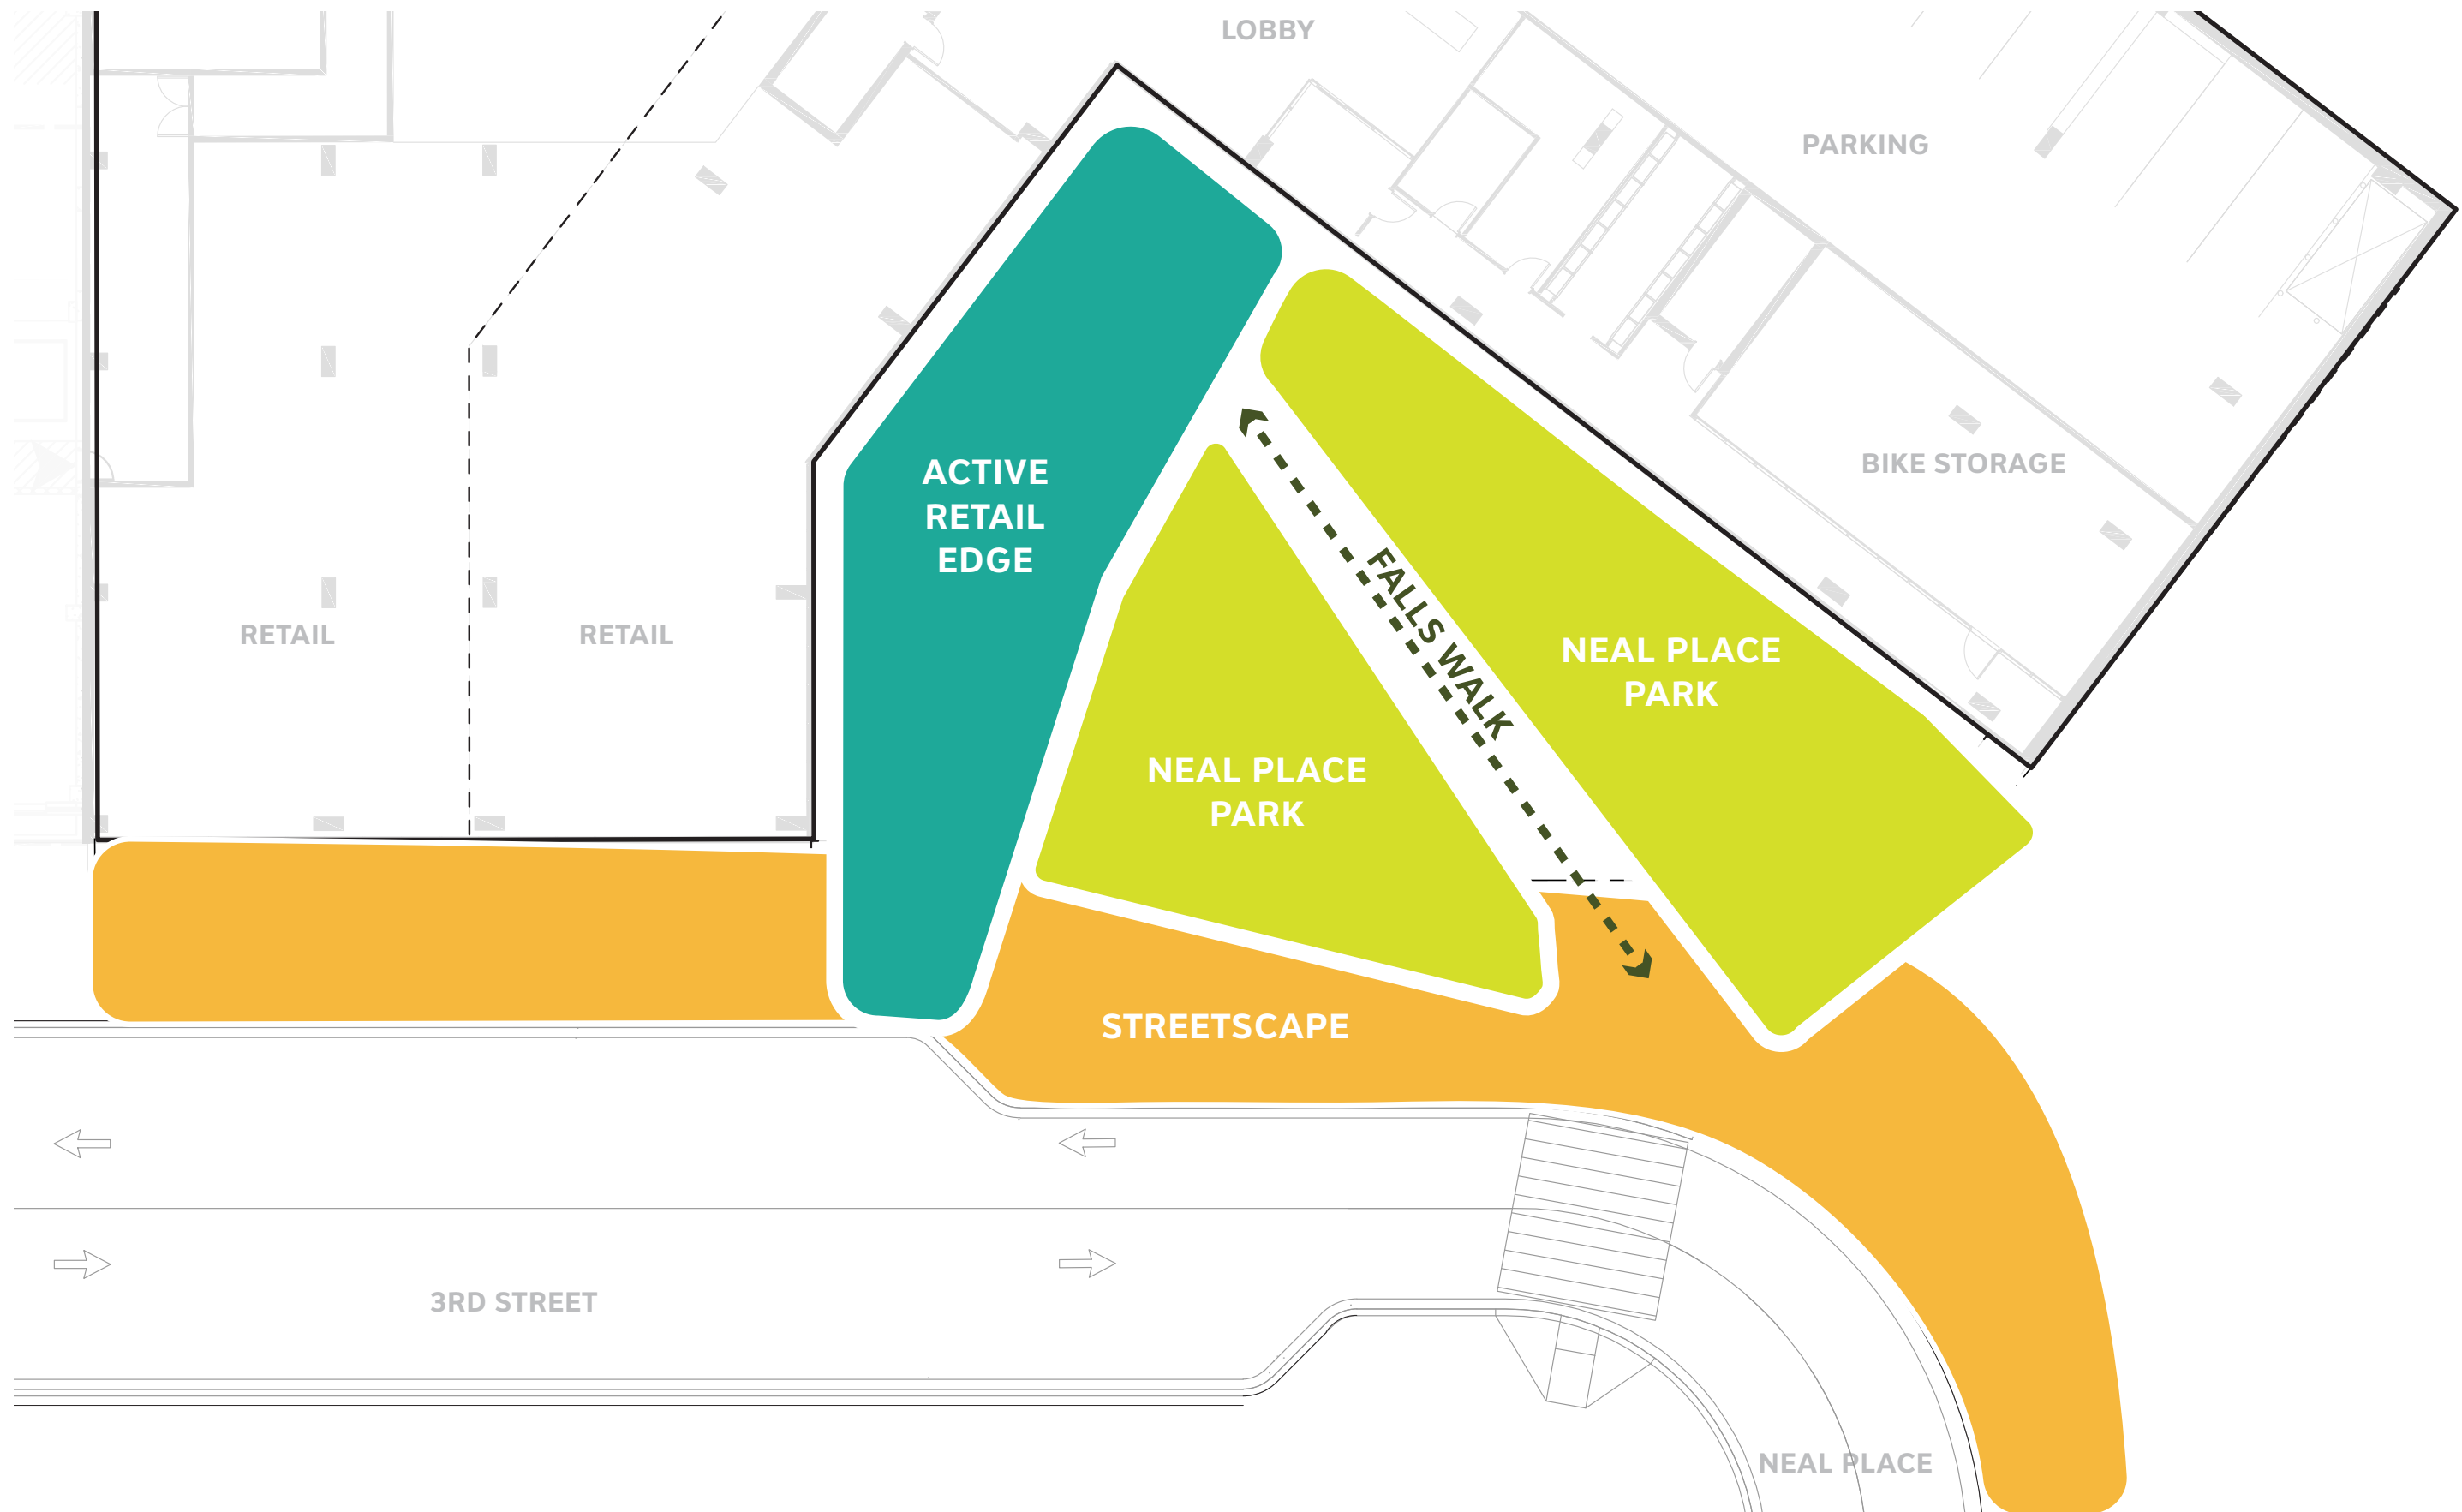 LOBBY
PARKING
ACTIVE
RETAIL
EDGE
BIKE STORAGE
RETAIL
RETAIL
FALLS WALK
NEAL PLACE
PARK
NEAL PLACE
PARK
STREETSCAPE
3RD STREET
NEAL PLACE